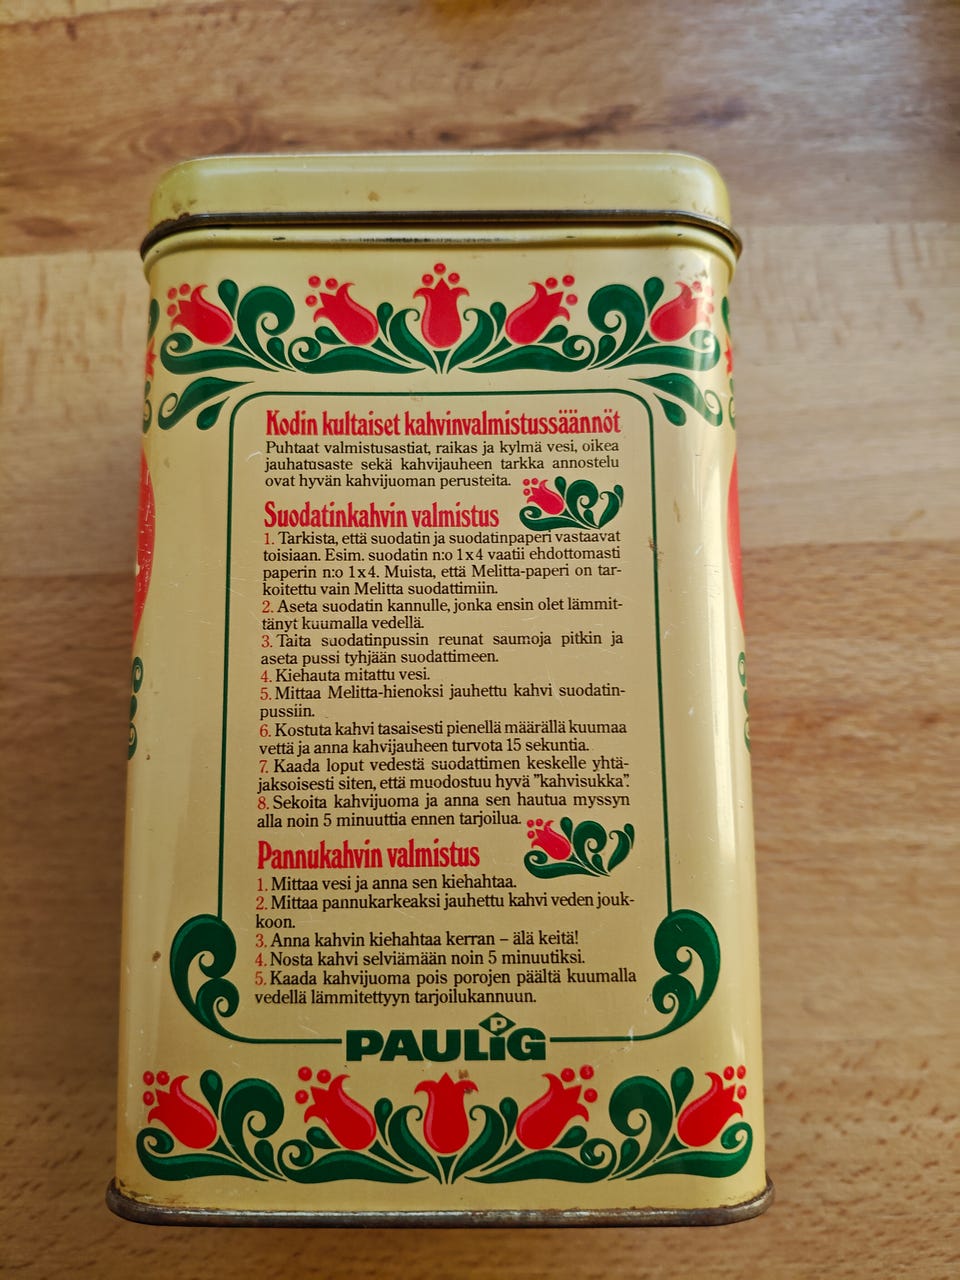 Kodin kultaiset kahvinvalmistussäännöt
Puhtaat valmistusastiat, raikas ja kylmä vesi, oikea
jauhatusaste sekä kahvijauheen tarkka annostelu
ovat hyvän kahvijuoman perusteita.
Suodatinkahvin valmistus
1. Tarkista, että suodatin ja suodatinpaperi vastaavat
toisiaan. Esim. suodatin n:o 1x4 vaatii ehdottomasti
paperin n:o 1x4. Muista, että Melitta-paperi on tar-
koitettu vain Melitta suodattimiin.
2. Aseta suodatin kannulle, jonka ensin olet lämmit-
tänyt kuumalla vedellä.
3. Taita suodatinpussin reunat saumoja pitkin ja
aseta pussi tyhjään suodattimeen.
4. Kiehauta mitattu vesi.
5. Mittaa Melitta-hienoksi jauhettu kahvi suodatin-
pussiin.
6. Kostuta kahvi tasaisesti pienellä määrällä kuumaa
vettä ja anna kahvijauheen turvota 15 sekuntia.
7. Kaada loput vedestä suodattimen keskelle yhtä-
jaksoisesti siten, että muodostuu hyvä ”kahvisukka”.
8. Sekoita kahvijuoma ja anna sen hautua myssyn
alla noin 5 minuuttia ennen tarjoilua.
Pannukahvin valmistus
1. Mittaa vesi ja anna sen kiehahtaa.
2. Mittaa pannukarkeaksi jauhettu kahvi veden jouk-
koon.
3. Anna kahvin kiehahtaa kerran – älä keitä!
4. Nosta kahvi selviämään noin 5 minuutiksi.
5. Kaada kahvijuoma pois porojen päältä kuumalla
vedellä lämmitettyyn tarjoilukannuun.
P
PAULIG